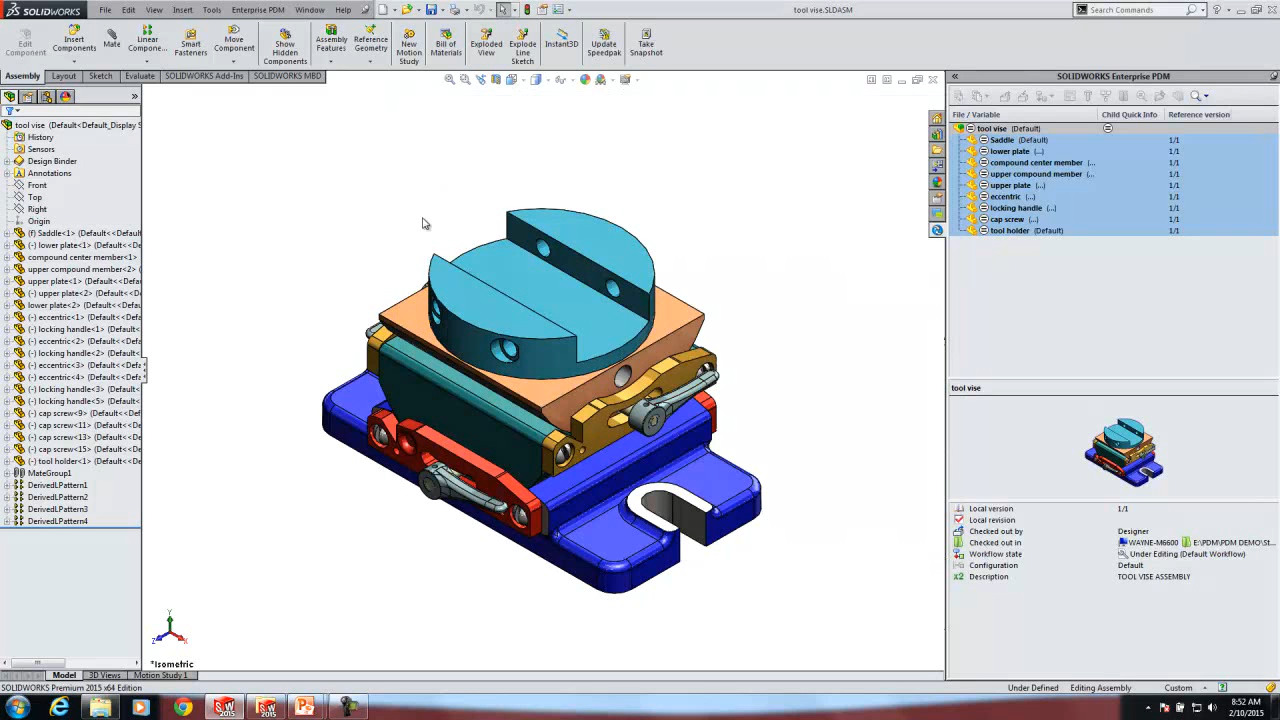 SOLIDWORKS File Edit View Insert Tools Enterprise PDM Window Help tool vise.SLDASM Search Commands
Edit Component
Insert Components
Mate
Linear Compone...
Smart Fasteners
Move Component
Show Hidden Components
Assembly Features
Reference Geometry
New Motion Study
Bill of Materials
Exploded View
Explode Line Sketch
Instant3D
Update Speedpak
Take Snapshot
Assembly Layout Sketch Evaluate SOLIDWORKS Add-Ins SOLIDWORKS MBD
tool vise (Default<Default_Display S
History
Sensors
Design Binder
Annotations
Front
Top
Right
Origin
(f) Saddle<1> (Default<<Defau
(-) lower plate<1> (Default<<D
compound center member<1>
upper compound member<2>
upper plate<1> (Default<<Def
(-) upper plate<2> (Default<<D
lower plate<2> (Default<<Def
(-) eccentric<1> (Default<<De
(-) locking handle<1> (Default
(-) eccentric<2> (Default<<De
(-) locking handle<2> (Default
(-) eccentric<3> (Default<<De
(-) eccentric<4> (Default<<De
(-) locking handle<3> (Default
(-) locking handle<5> (Default
(-) cap screw<9> (Default<<D
(-) cap screw<11> (Default<<
(-) cap screw<13> (Default<<
(-) cap screw<15> (Default<<
(-) tool holder<1> (Default<<D
MateGroup1
DerivedLPattern1
DerivedLPattern2
DerivedLPattern3
DerivedLPattern4
Y
Z
X
*Isometric
SOLIDWORKS Enterprise PDM
File / Variable Child Quick Info Reference version
tool vise (Default)
Saddle (Default) 1/1
lower plate (...) 1/1
compound center member (... 1/1
upper compound member (... 1/1
upper plate (...) 1/1
eccentric (...) 1/1
locking handle (...) 1/1
cap screw (...) 1/1
tool holder (Default) 1/1
tool vise
Local version 1/1
Local revision
Checked out by Designer
Checked out in WAYNE-M6600 E:\PDM\PDM DEMO\St...
Workflow state Under Editing (Default Workflow)
Configuration Default
Description TOOL VISE ASSEMBLY
Model 3D Views Motion Study 1
SOLIDWORKS Premium 2015 x64 Edition Under Defined Editing Assembly Custom
8:52 AM
2/10/2015